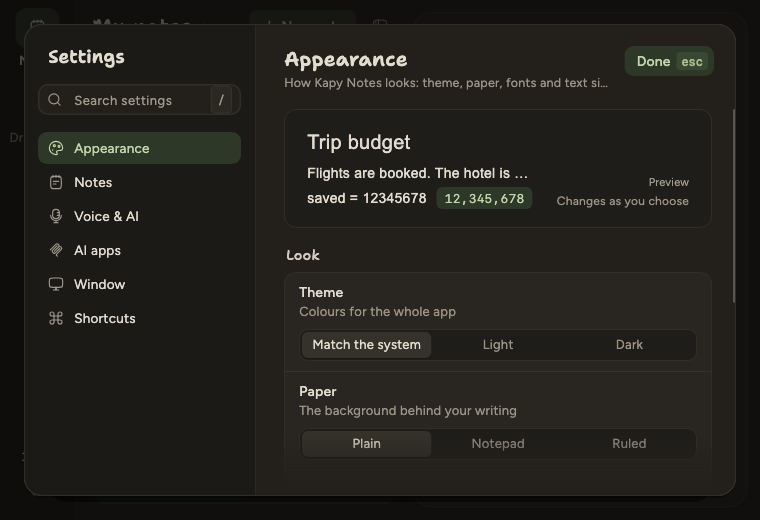 My notes
Settings
Search settings
/
Appearance
Notes
Voice & AI
AI apps
Window
Shortcuts
Appearance
How Kapy Notes looks: theme, paper, fonts and text si…
Done esc
Trip budget
Flights are booked. The hotel is …
saved = 12345678 12,345,678
Preview
Changes as you choose
Look
Theme
Colours for the whole app
Match the system Light Dark
Paper
The background behind your writing
Plain Notepad Ruled